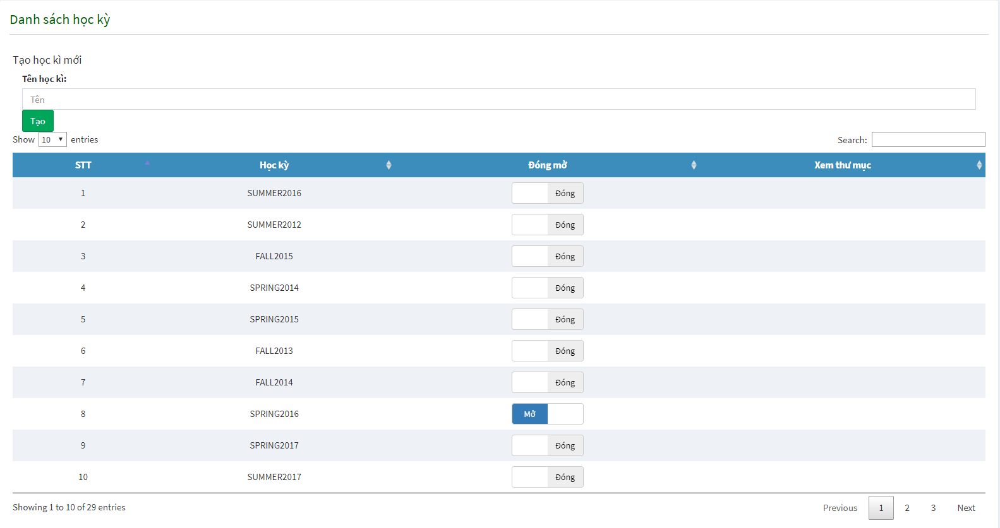 Danh sách học kỳ
Tạo học kì mới
Tên học kì:
Tên
Tạo
Show 10 entries Search:
STT Học kỳ Đóng mở Xem thư mục
1 SUMMER2016 Đóng
2 SUMMER2012 Đóng
3 FALL2015 Đóng
4 SPRING2014 Đóng
5 SPRING2015 Đóng
6 FALL2013 Đóng
7 FALL2014 Đóng
8 SPRING2016 Mở
9 SPRING2017 Đóng
10 SUMMER2017 Đóng
Showing 1 to 10 of 29 entries Previous 1 2 3 Next